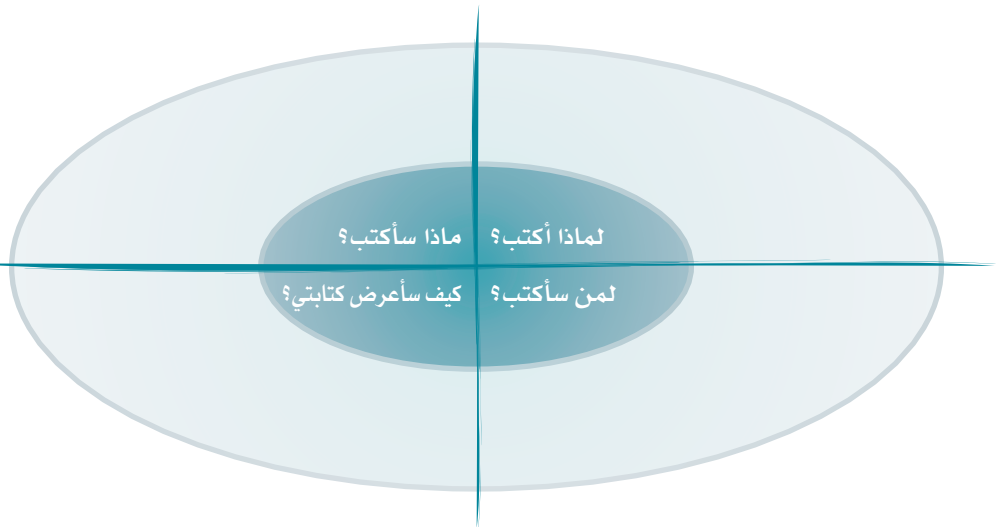 لماذا أكتب؟
ماذا سأكتب؟
لمن سأكتب؟
كيف سأعرض كتابتي؟